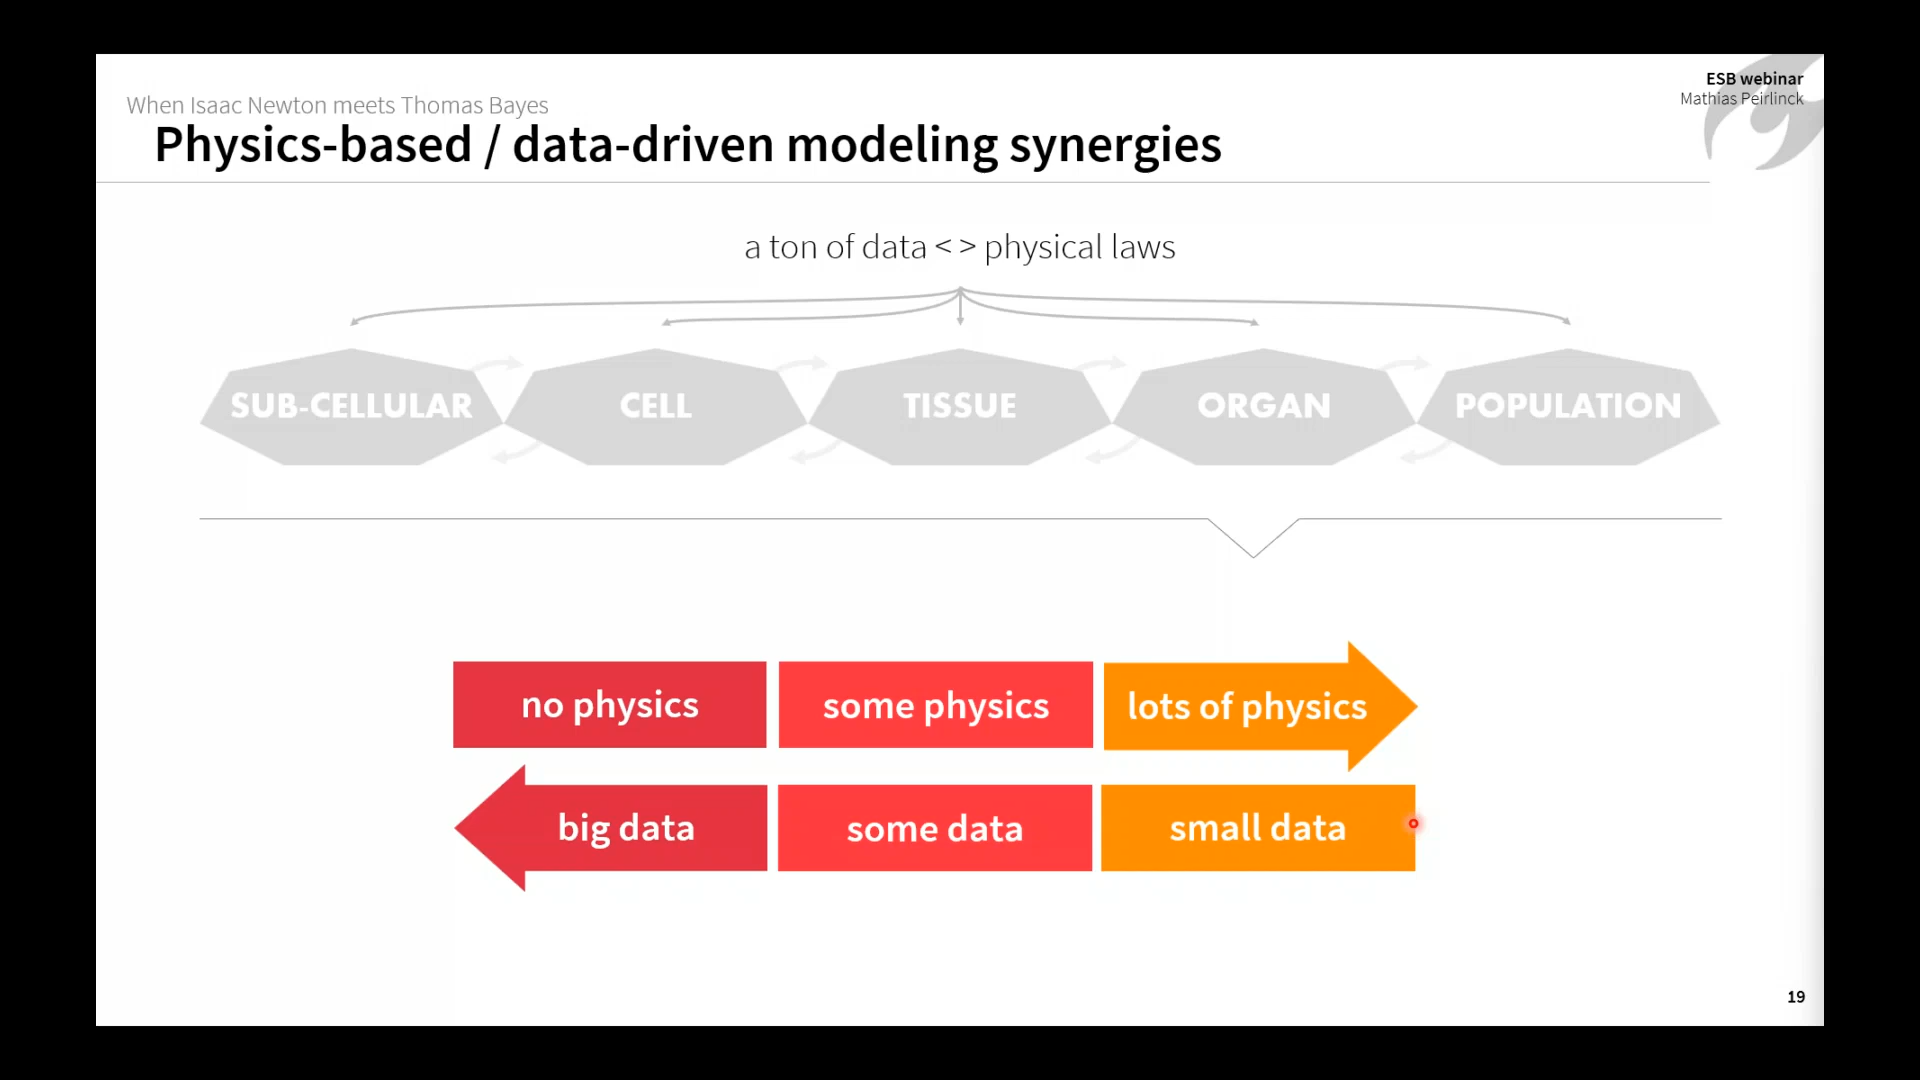 ESB webinar
Mathias Peirlinck
When Isaac Newton meets Thomas Bayes
Physics-based / data-driven modeling synergies
a ton of data < > physical laws
SUB-CELLULAR
CELL
TISSUE
ORGAN
POPULATION
no physics
some physics
lots of physics
big data
some data
small data
19